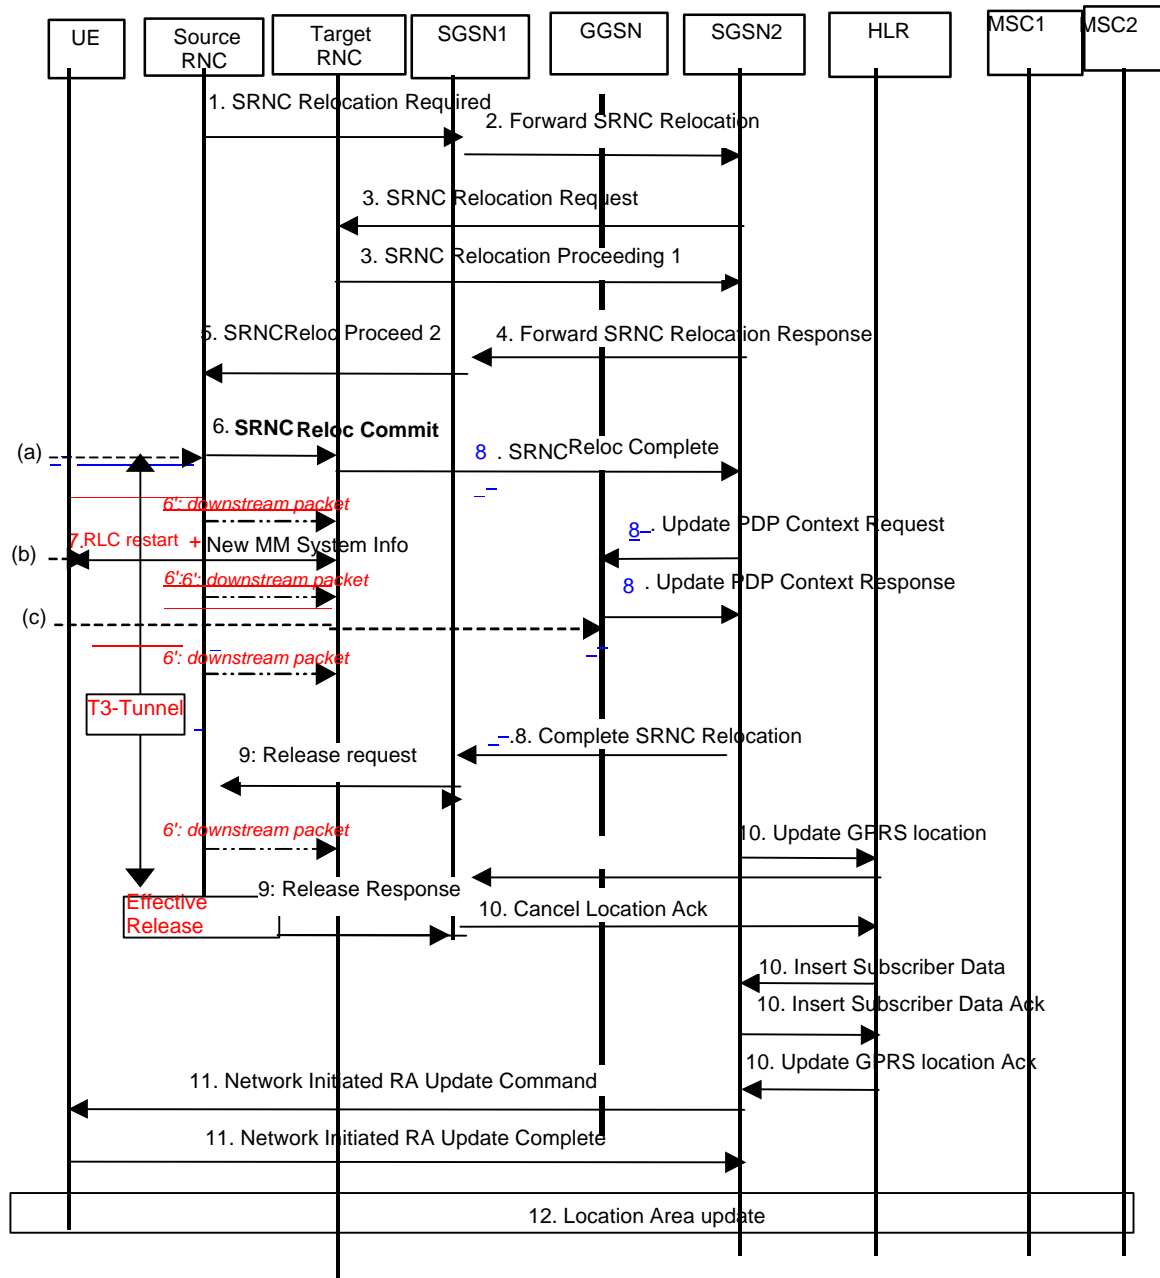 UE
Source
RNC
Target
RNC
SGSN1
GGSN
SGSN2
HLR
MSC1
MSC2
1. SRNC Relocation Required
2. Forward SRNC Relocation
3. SRNC Relocation Request
3. SRNC Relocation Proceeding 1
5. SRNCReloc Proceed 2
4. Forward SRNC Relocation Response
6. SRNC Reloc Commit
(a)
8 . SRNC Reloc Complete
6': downstream packet
8 . Update PDP Context Request
7.RLC restart + New MM System Info
(b)
6':6': downstream packet
8 . Update PDP Context Response
(c)
6': downstream packet
T3-Tunnel
.8. Complete SRNC Relocation
9: Release request
6': downstream packet
10. Update GPRS location
9: Release Response
Effective
Release
10. Cancel Location Ack
10. Insert Subscriber Data
10. Insert Subscriber Data Ack
10. Update GPRS location Ack
11. Network Initiated RA Update Command
11. Network Initiated RA Update Complete
12. Location Area update